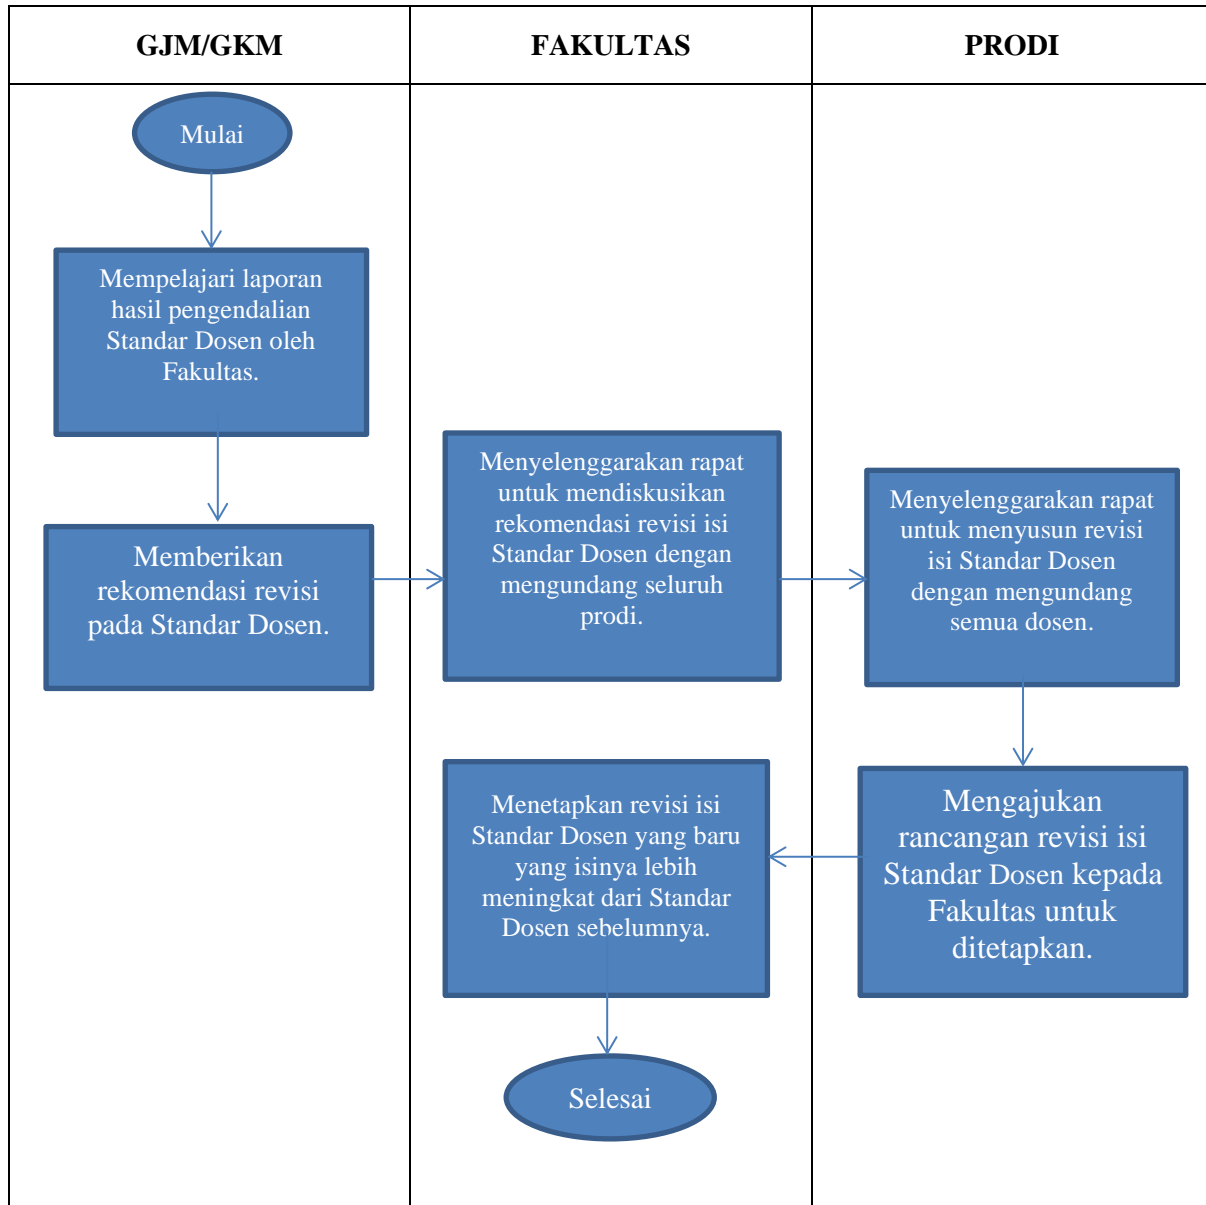 GJM/GKM
FAKULTAS
PRODI
Mulai
Mempelajari laporan
hasil pengendalian
Standar Dosen oleh
Fakultas.
Memberikan
rekomendasi revisi
pada Standar Dosen.
Menyelenggarakan rapat
untuk mendiskusikan
rekomendasi revisi isi
Standar Dosen dengan
mengundang seluruh
prodi.
Menyelenggarakan rapat
untuk menyusun revisi
isi Standar Dosen
dengan mengundang
semua dosen.
Mengajukan
rancangan revisi isi
Standar Dosen kepada
Fakultas untuk
ditetapkan.
Menetapkan revisi isi
Standar Dosen yang baru
yang isinya lebih
meningkat dari Standar
Dosen sebelumnya.
Selesai